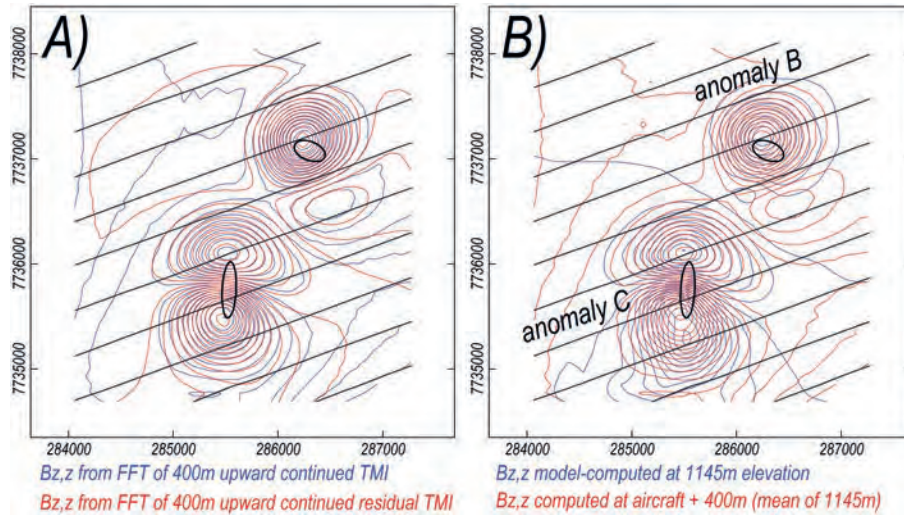 A)
B)
anomaly B
anomaly C
7738000
7737000
7736000
7735000
7738000
7737000
7736000
7735000
284000 285000 286000 287000
284000 285000 286000 287000
Bz,z from FFT of 400m upward continued TMI
Bz,z from FFT of 400m upward continued residual TMI
Bz,z model-computed at 1145m elevation
Bz,z computed at aircraft + 400m (mean of 1145m)